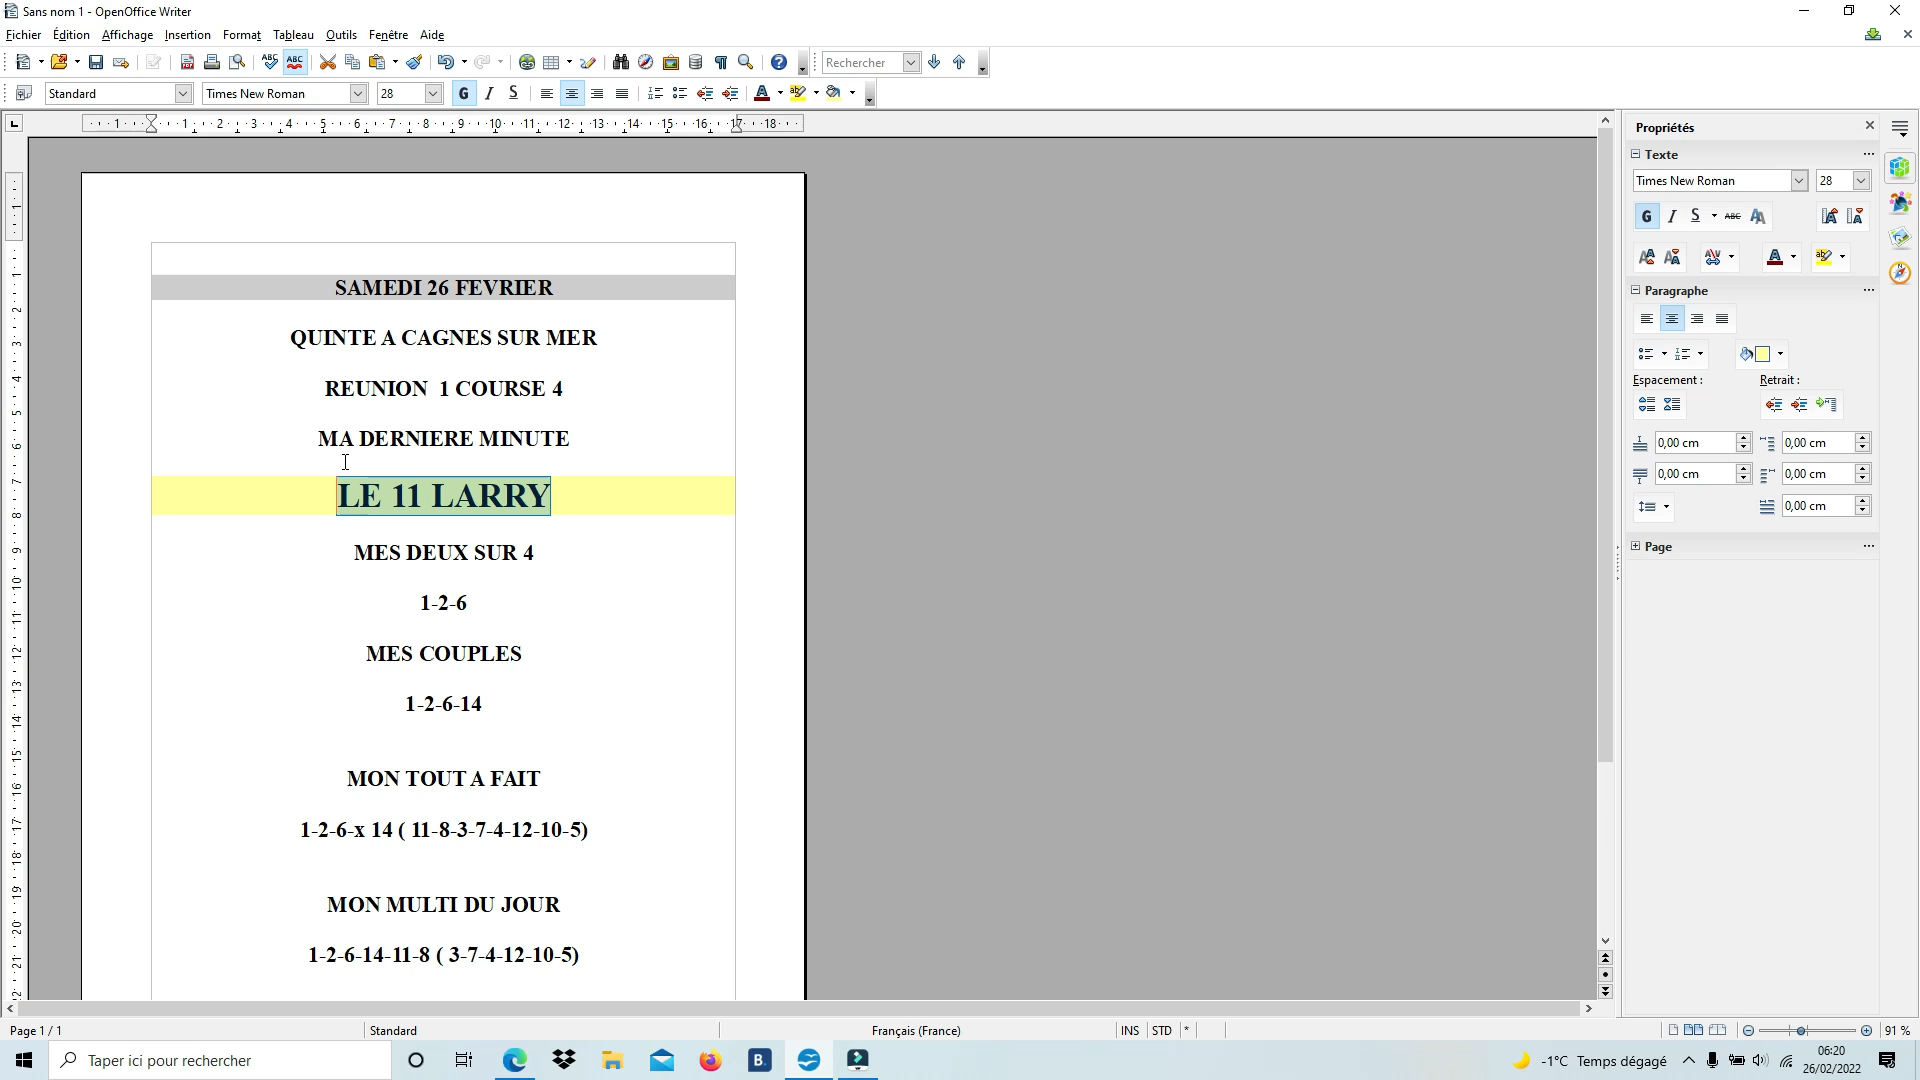 Sans nom 1 - OpenOffice Writer
Fichier Édition Affichage Insertion Format Tableau Outils Fenêtre Aide
Rechercher
Standard Times New Roman 28 G I S
Propriétés
Texte
Times New Roman 28
G I S ABC
Paragraphe
Espacement : Retrait :
0,00 cm 0,00 cm
0,00 cm 0,00 cm
0,00 cm
Page
SAMEDI 26 FEVRIER
QUINTE A CAGNES SUR MER
REUNION 1 COURSE 4
MA DERNIERE MINUTE
LE 11 LARRY
MES DEUX SUR 4
1-2-6
MES COUPLES
1-2-6-14
MON TOUT A FAIT
1-2-6-x 14 ( 11-8-3-7-4-12-10-5)
MON MULTI DU JOUR
1-2-6-14-11-8 ( 3-7-4-12-10-5)
Page 1 / 1 Standard Français (France) INS STD * 91 %
Taper ici pour rechercher
B.
-1°C Temps dégagé
06:20
26/02/2022